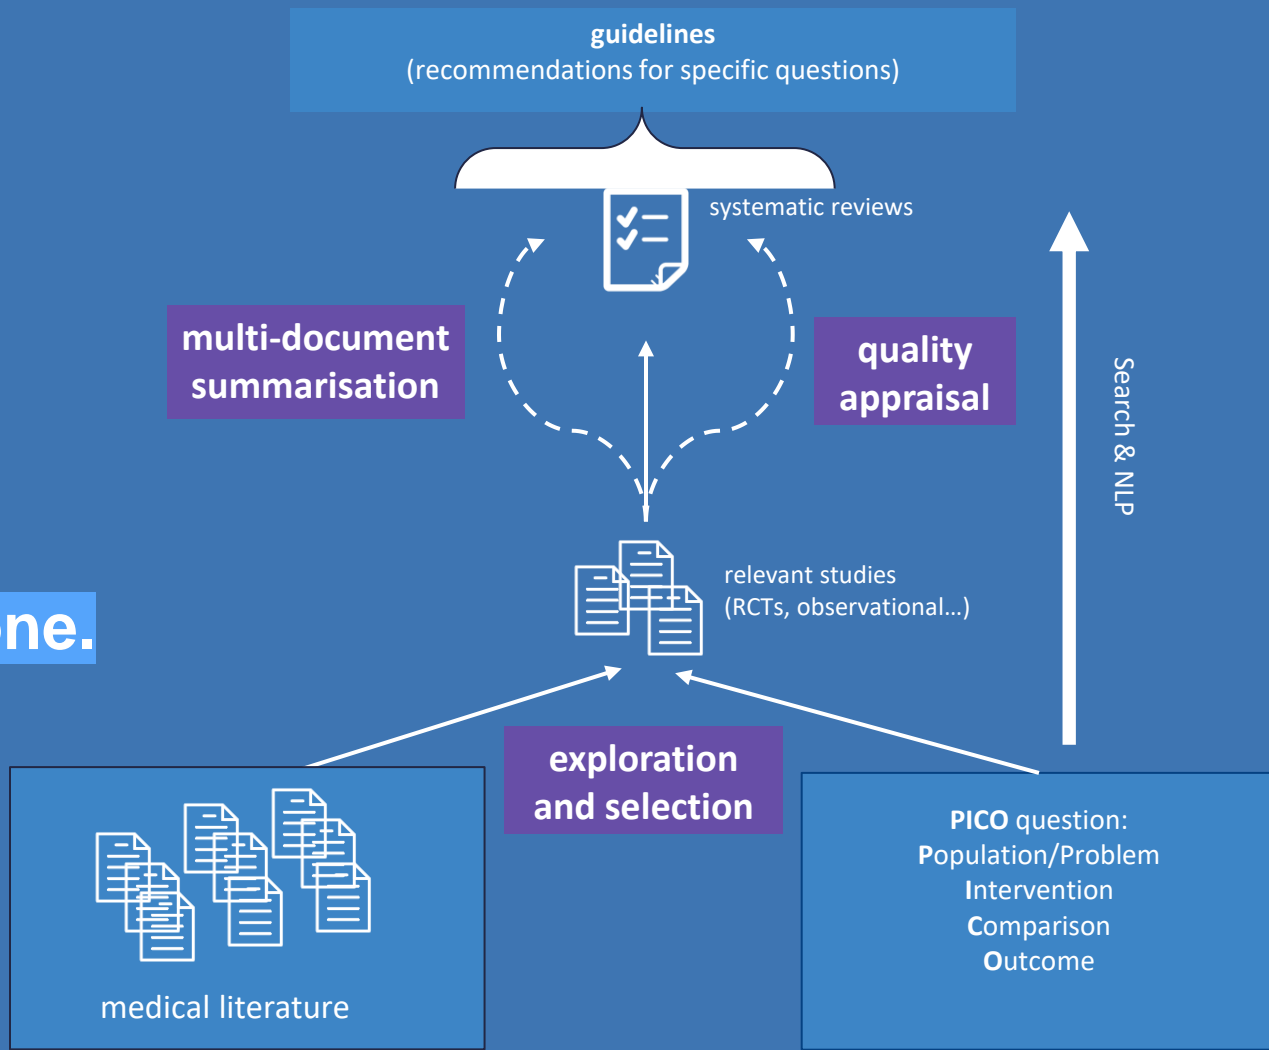 guidelines
(recommendations for specific questions)
systematic reviews
multi-document
summarisation
quality
appraisal
Search & NLP
relevant studies
(RCTs, observational...)
one.
exploration
and selection
medical literature
PICO question:
Population/Problem
Intervention
Comparison
Outcome